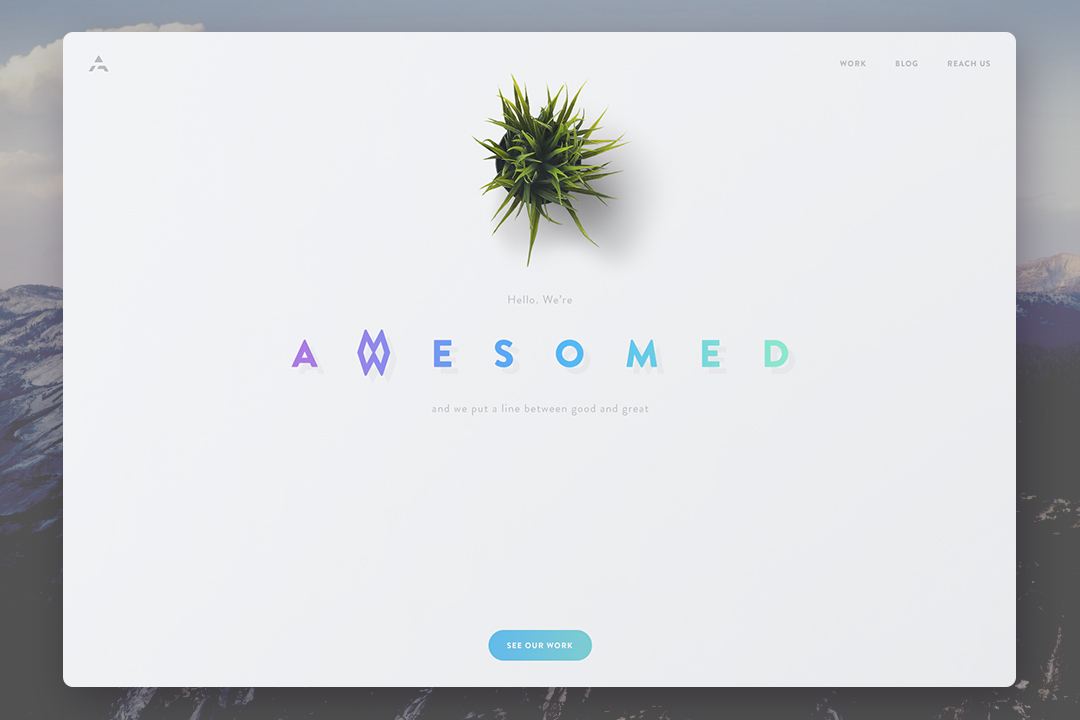 WORK BLOG REACH US
Hello. We're
AWESOMED
and we put a line between good and great
SEE OUR WORK